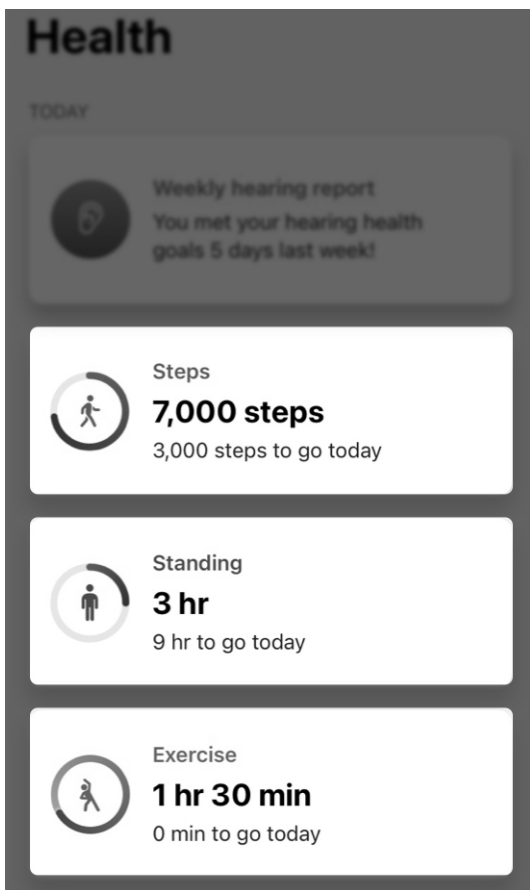 Health
TODAY
Weekly hearing report
You met your hearing health
goals 5 days last week!
Steps
7,000 steps
3,000 steps to go today
Standing
3 hr
9 hr to go today
Exercise
1 hr 30 min
0 min to go today